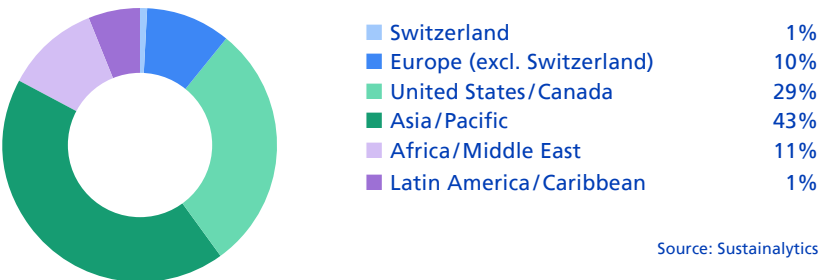 Switzerland 1%
Europe (excl. Switzerland) 10%
United States/Canada 29%
Asia/Pacific 43%
Africa/Middle East 11%
Latin America/Caribbean 1%
Source: Sustainalytics